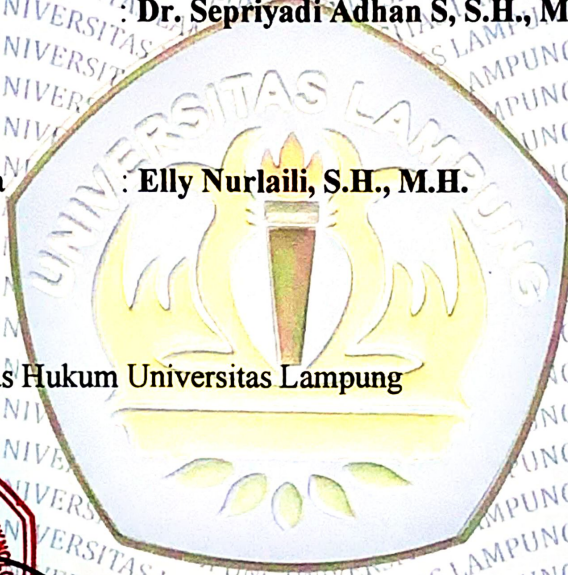 : Dr. Sepriyadi Adhan S, S.H., M
: Elly Nurlaili, S.H., M.H.
s Hukum Universitas Lampung
UNIVERSITAS LAMPUNG